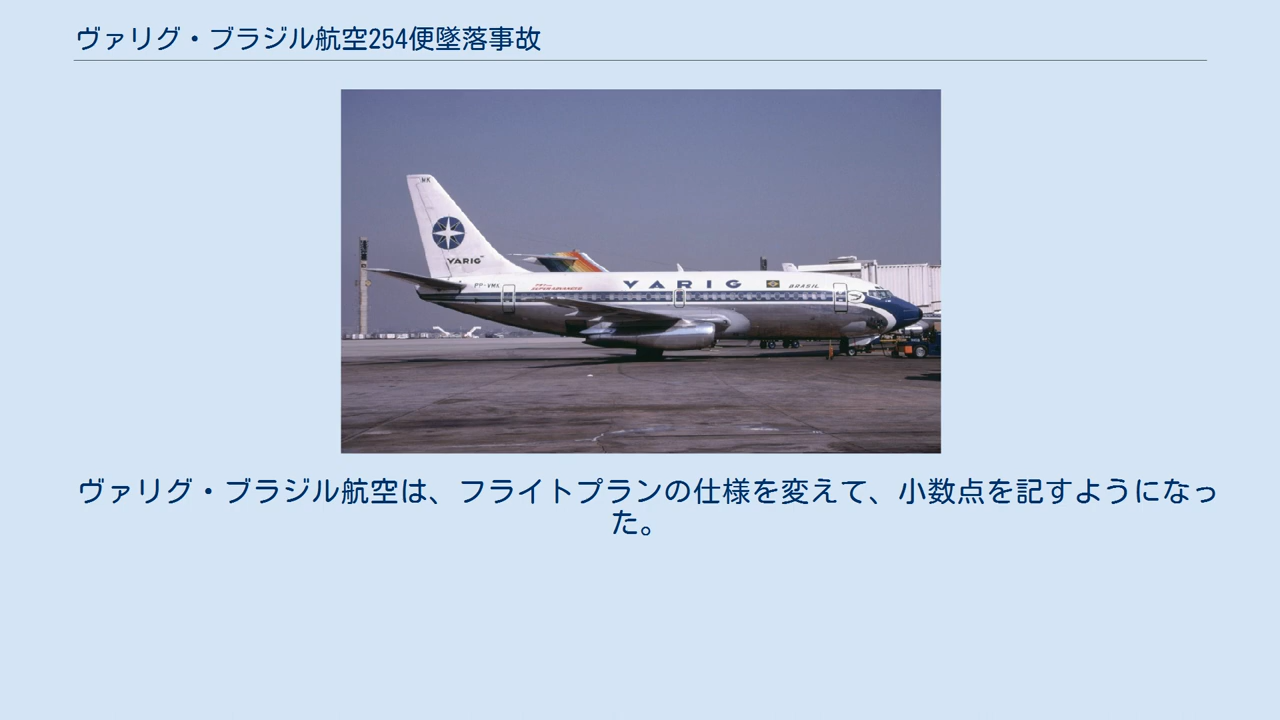 ヴァリグ・ブラジル航空254便墜落事故
VARIG
PP-VMK
VARIG
BRASIL
ヴァリグ・ブラジル航空は、フライトプランの仕様を変えて、小数点を記すようになっ
た。